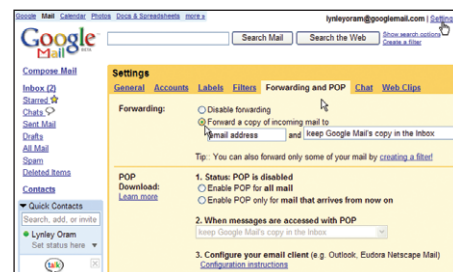 Google Mail Calendar Photos Docs & Spreadsheets more »
lynleyoram@googlemail.com | Settings
Google
Mail BETA
Search Mail Search the Web Show search options
Create a filter
Compose Mail
Inbox (2)
Starred
Chats
Sent Mail
Drafts
All Mail
Spam
Deleted Items
Contacts
Quick Contacts
Search, add, or invite
Lynley Oram
Set status here
talk
Settings
General Accounts Labels Filters Forwarding and POP Chat Web Clips
Forwarding:
Disable forwarding
Forward a copy of incoming mail to
email address and keep Google Mail's copy in the Inbox
Tip: You can also forward only some of your mail by creating a filter!
POP Download:
Learn more
1. Status: POP is disabled
Enable POP for all mail
Enable POP only for mail that arrives from now on
2. When messages are accessed with POP
keep Google Mail's copy in the Inbox
3. Configure your email client (e.g. Outlook, Eudora Netscape Mail)
Configuration instructions